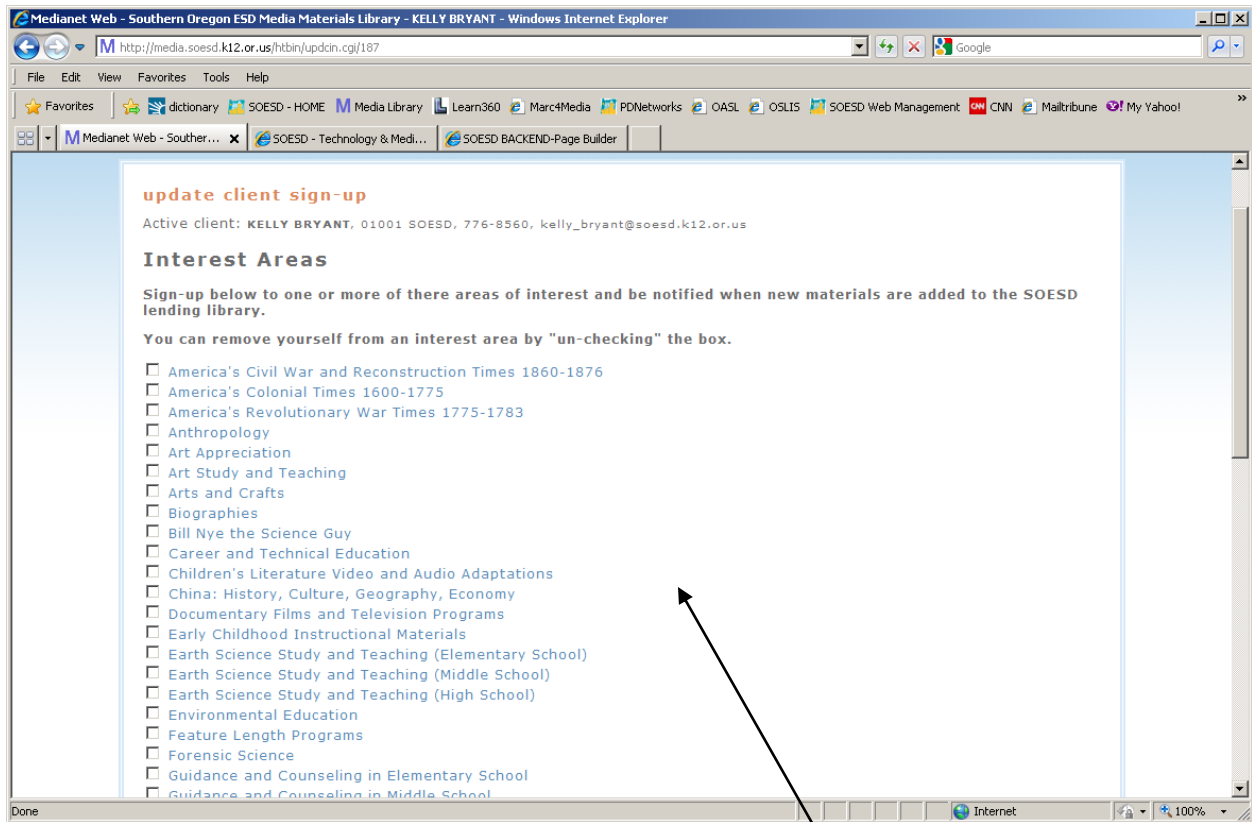 Medianet Web - Southern Oregon ESD Media Materials Library - KELLY BRYANT - Windows Internet Explorer
http://media.soesd.k12.or.us/htbin/updcin.cgi/187
Google
File Edit View Favorites Tools Help
Favorites dictionary SOESD - HOME Media Library Learn360 Marc4Media PDNetworks OASL OSLIS SOESD Web Management CNN Mailtribune My Yahoo! »
Medianet Web - Souther... SOESD - Technology & Medi... SOESD BACKEND-Page Builder
update client sign-up
Active client: KELLY BRYANT, 01001 SOESD, 776-8560, kelly_bryant@soesd.k12.or.us
Interest Areas
Sign-up below to one or more of there areas of interest and be notified when new materials are added to the SOESD
lending library.
You can remove yourself from an interest area by "un-checking" the box.
America's Civil War and Reconstruction Times 1860-1876
America's Colonial Times 1600-1775
America's Revolutionary War Times 1775-1783
Anthropology
Art Appreciation
Art Study and Teaching
Arts and Crafts
Biographies
Bill Nye the Science Guy
Career and Technical Education
Children's Literature Video and Audio Adaptations
China: History, Culture, Geography, Economy
Documentary Films and Television Programs
Early Childhood Instructional Materials
Earth Science Study and Teaching (Elementary School)
Earth Science Study and Teaching (Middle School)
Earth Science Study and Teaching (High School)
Environmental Education
Feature Length Programs
Forensic Science
Guidance and Counseling in Elementary School
Guidance and Counseling in Middle School
Done Internet 100%